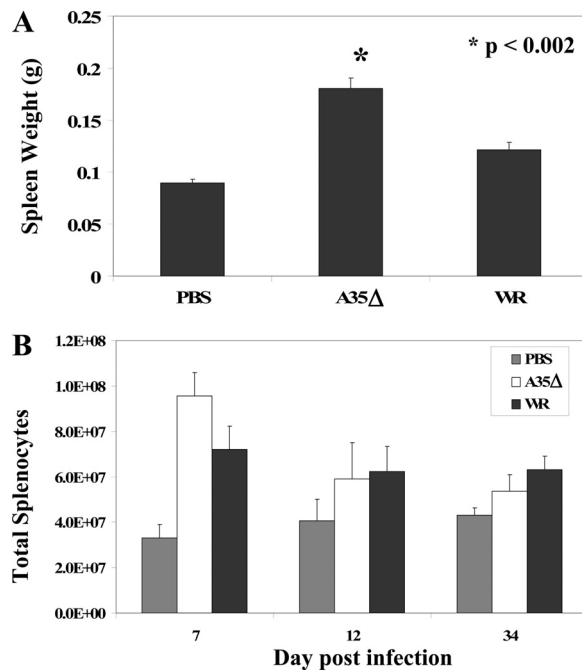 A
* p < 0.002
*
Spleen Weight (g)
0.25
0.2
0.15
0.1
0.05
0
PBS A35Δ WR
B
Total Splenocytes
1.2E+08
1.0E+08
8.0E+07
6.0E+07
4.0E+07
2.0E+07
0.0E+00
PBS
A35Δ
WR
7 12 34
Day post infection